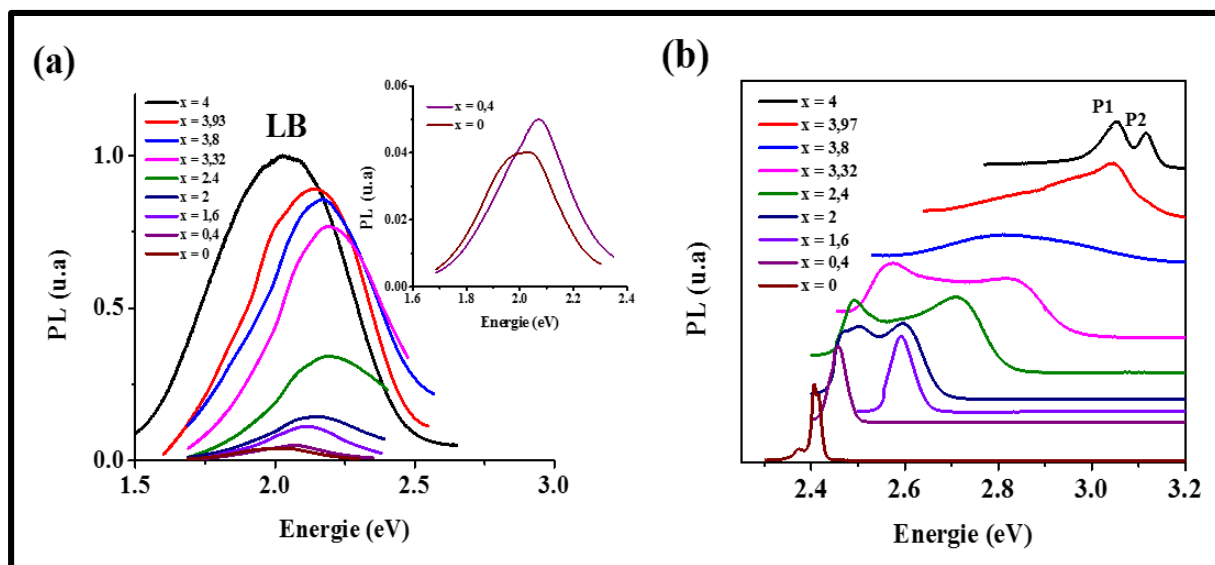 (a)
PL (u.a)
1.0
0.5
0.0
x = 4
x = 3,93
x = 3,8
x = 3,32
x = 2.4
x = 2
x = 1,6
x = 0,4
x = 0
LB
1.5 2.0 2.5 3.0
Energie (eV)
PL (u.a)
0.06
0.04
0.02
0.00
x = 0,4
x = 0
1.6 1.8 2.0 2.2 2.4
Energie (eV)
(b)
PL (u.a)
x = 4
x = 3,97
x = 3,8
x = 3,32
x = 2,4
x = 2
x = 1,6
x = 0,4
x = 0
P1 P2
2.4 2.6 2.8 3.0 3.2
Energie (eV)